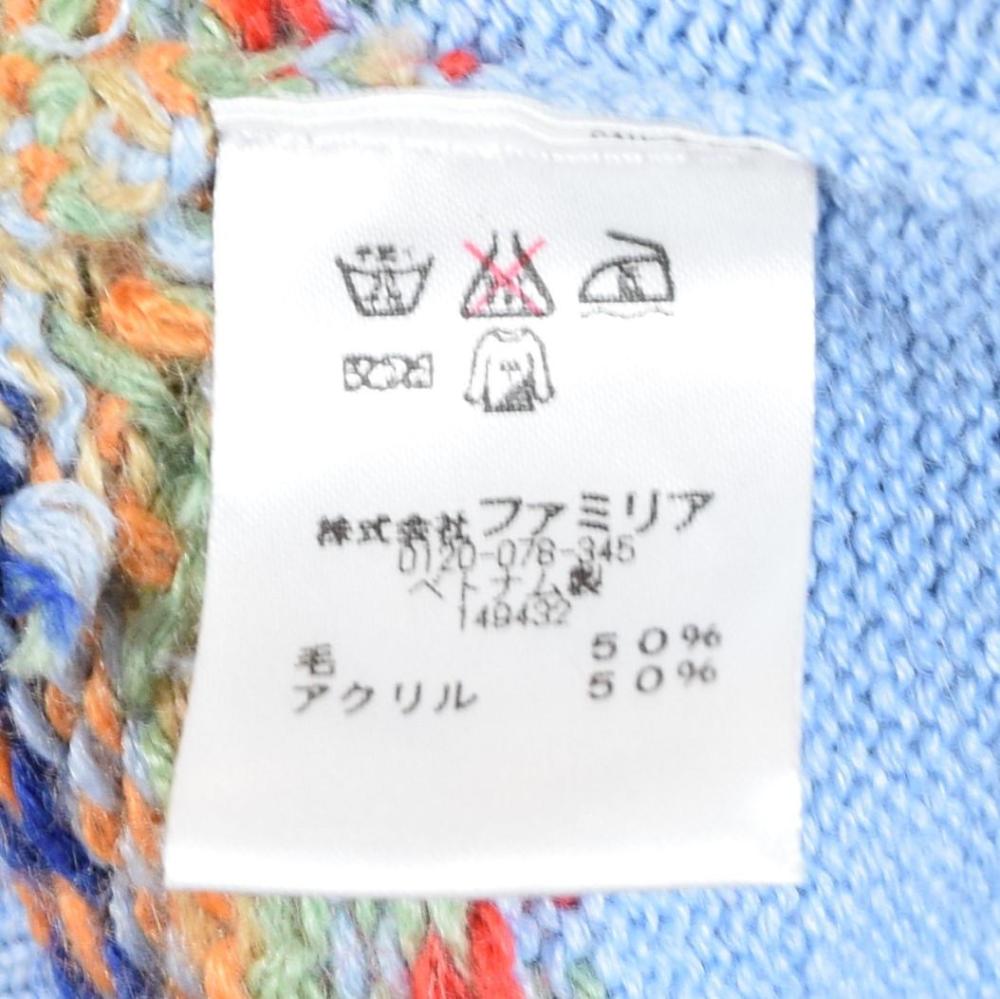 株式会社ファミリア
0120-078-345
ベトナム製
149432
毛 50%
アクリル 50%